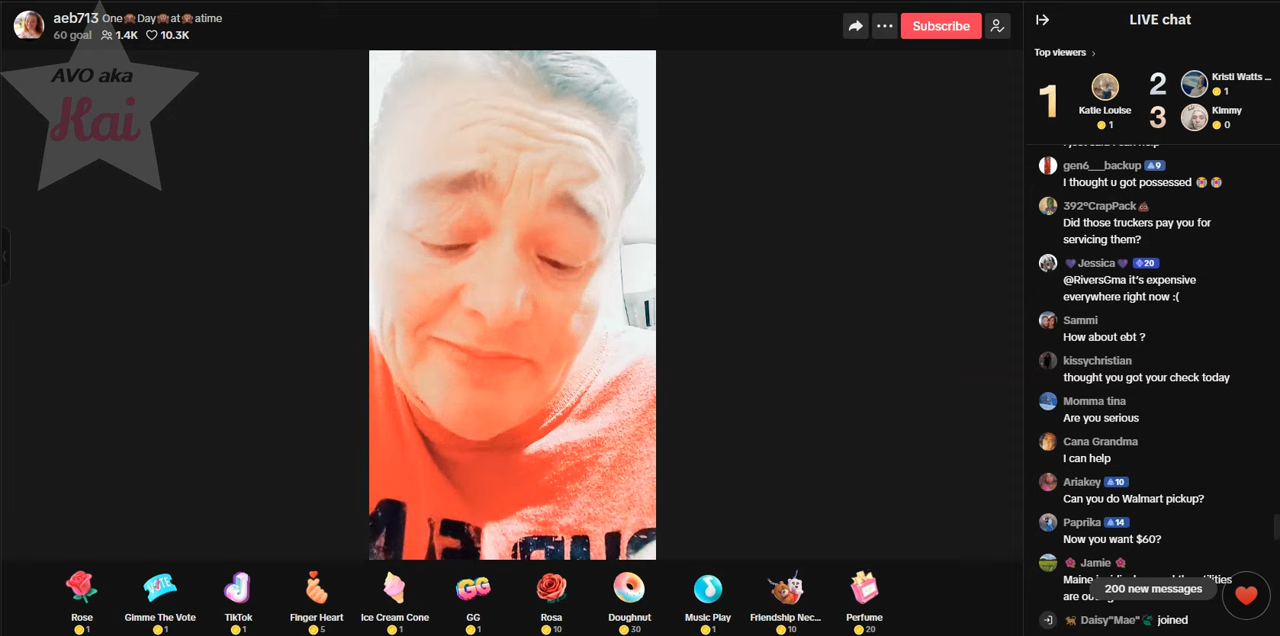 aeb713 One🙈Day🙈at🙈atime
60 goal 1.4K 10.3K
Subscribe
AVO aka
Kai
LIVE chat
Top viewers
1
Katie Louise
1
2
Kristi Watts ...
1
3
Kimmy
0
gen6__backup 9
I thought u got possessed 😭 😭
392°CrapPack💩
Did those truckers pay you for
servicing them?
💜Jessica💜 20
@RiversGma it's expensive
everywhere right now :(
Sammi
How about ebt ?
kissychristian
thought you got your check today
Momma tina
Are you serious
Cana Grandma
I can help
Ariakey 10
Can you do Walmart pickup?
Paprika 14
Now you want $60?
🌺 Jamie 🌺
Maine
utilities
are
200 new messages
Daisy"Mae" joined
GG
Rose
Gimme The Vote
TikTok
Finger Heart
Ice Cream Cone
GG
Rosa
Doughnut
Music Play
Friendship Nec...
Perfume
1
1
1
5
1
1
10
30
1
10
20